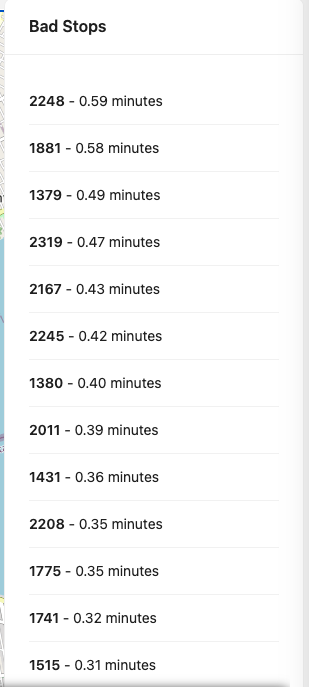 Bad Stops
2248 - 0.59 minutes
1881 - 0.58 minutes
1379 - 0.49 minutes
2319 - 0.47 minutes
2167 - 0.43 minutes
2245 - 0.42 minutes
1380 - 0.40 minutes
2011 - 0.39 minutes
1431 - 0.36 minutes
2208 - 0.35 minutes
1775 - 0.35 minutes
1741 - 0.32 minutes
1515 - 0.31 minutes